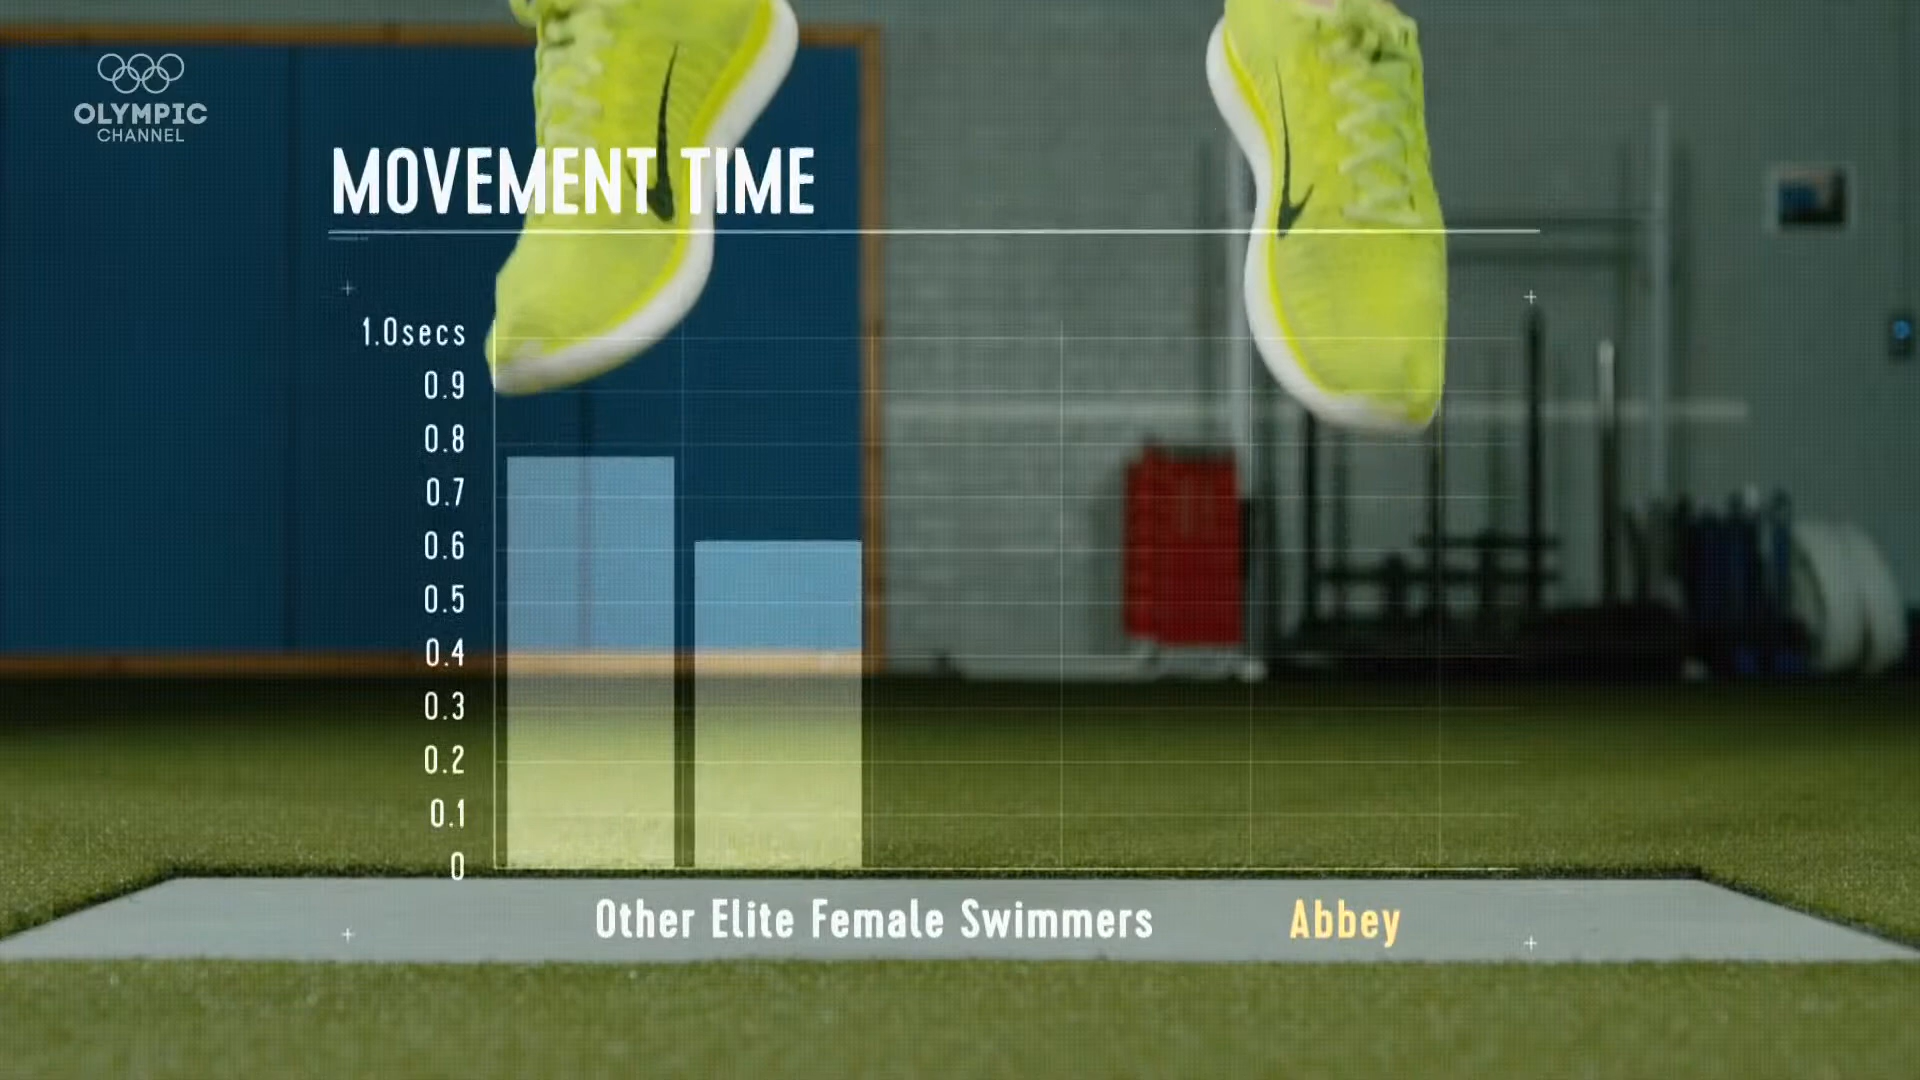 OLYMPIC
CHANNEL
MOVEMENT TIME
1.0secs
0.9
0.8
0.7
0.6
0.5
0.4
0.3
0.2
0.1
0
Other Elite Female Swimmers
Abbey